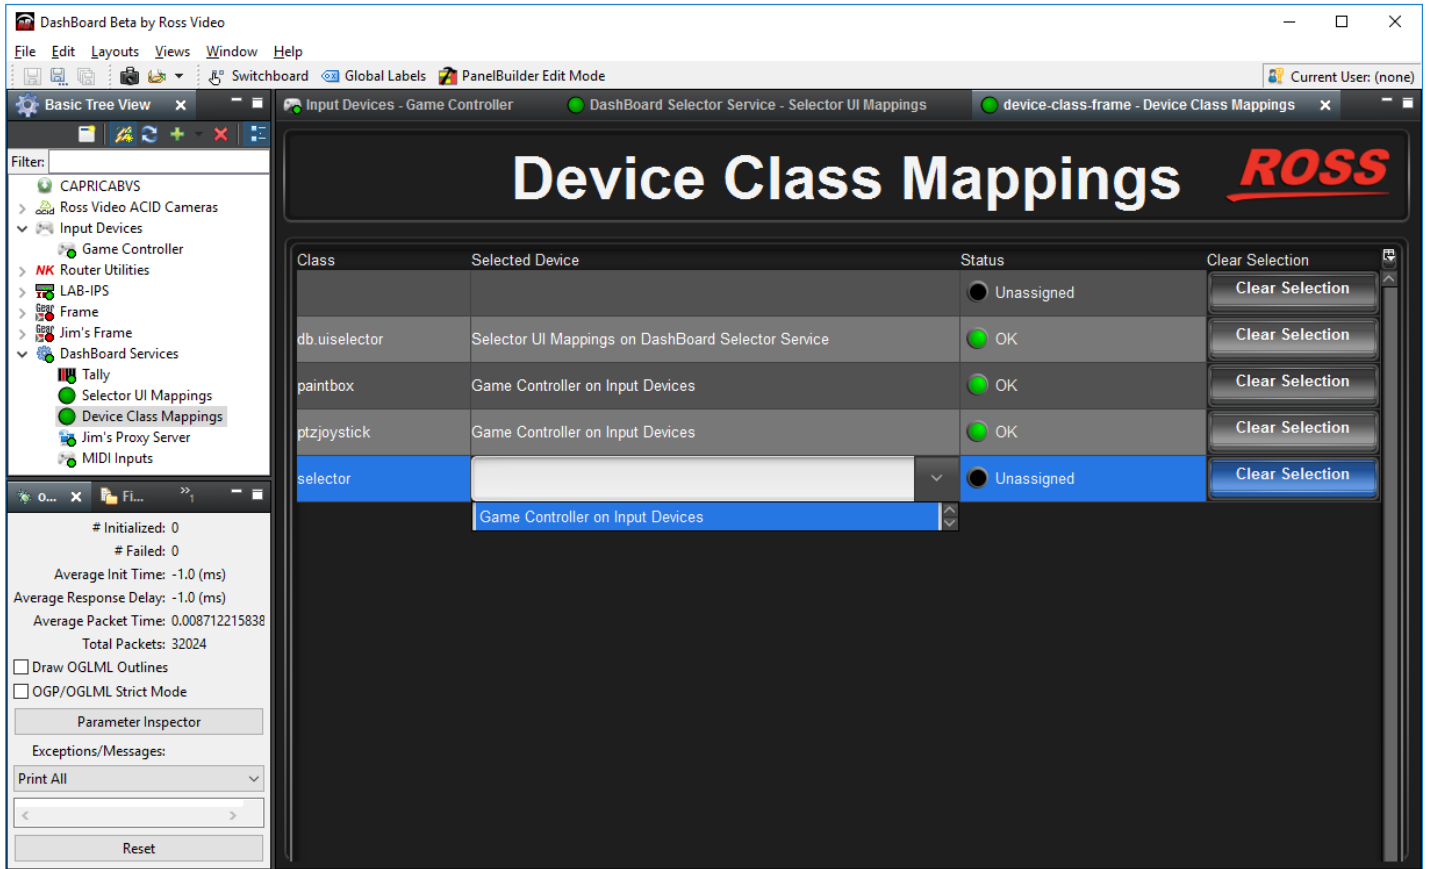 DashBoard Beta by Ross Video
File Edit Layouts Views Window Help
Switchboard Global Labels PanelBuilder Edit Mode Current User: (none)
Basic Tree View
Filter:
CAPRICABVS
Ross Video ACID Cameras
Input Devices
Game Controller
NK Router Utilities
LAB-IPS
Gear Frame
Gear Jim's Frame
DashBoard Services
Tally
Selector UI Mappings
Device Class Mappings
Jim's Proxy Server
MIDI Inputs
o... Fi... »1
# Initialized: 0
# Failed: 0
Average Init Time: -1.0 (ms)
Average Response Delay: -1.0 (ms)
Average Packet Time: 0.008712215838
Total Packets: 32024
Draw OGLML Outlines
OGP/OGLML Strict Mode
Parameter Inspector
Exceptions/Messages:
Print All
Reset
Input Devices - Game Controller DashBoard Selector Service - Selector UI Mappings device-class-frame - Device Class Mappings
Device Class Mappings ROSS
Class Selected Device Status Clear Selection
Unassigned Clear Selection
db.uiselector Selector UI Mappings on DashBoard Selector Service OK Clear Selection
paintbox Game Controller on Input Devices OK Clear Selection
ptzjoystick Game Controller on Input Devices OK Clear Selection
selector Unassigned Clear Selection
Game Controller on Input Devices